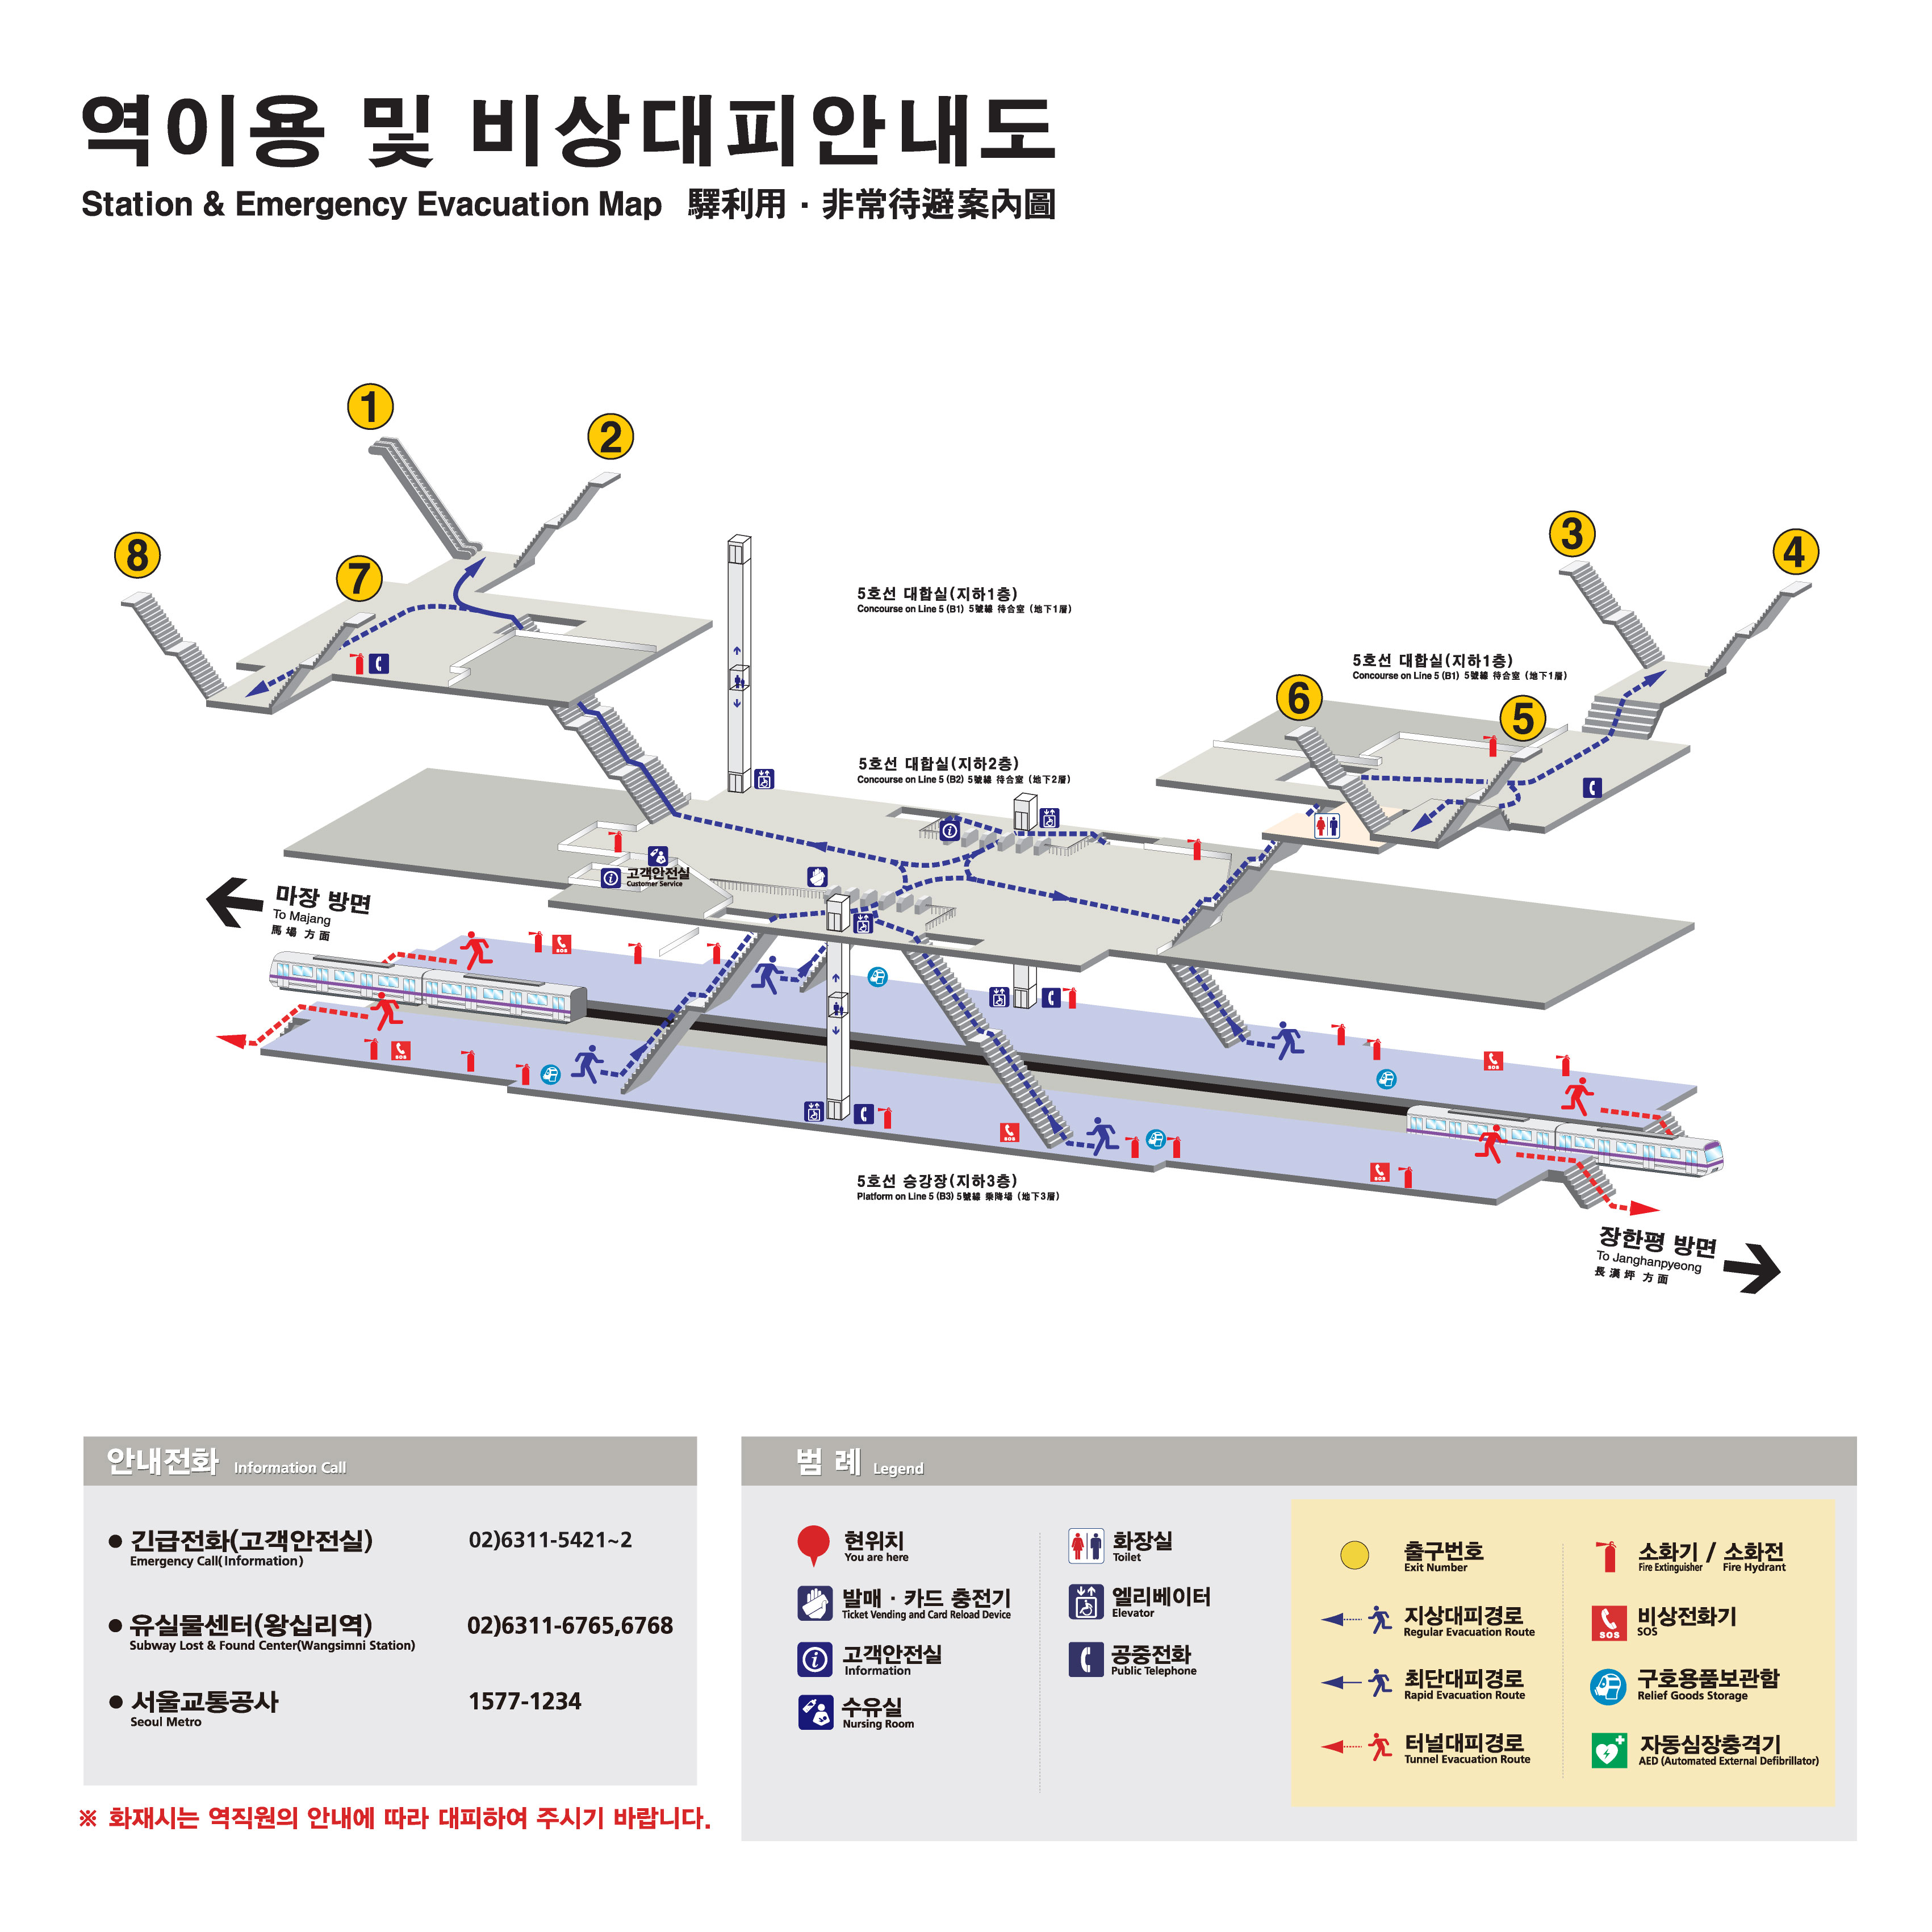 역이용 및 비상대피안내도
Station & Emergency Evacuation Map 驛利用 · 非常待避案內圖
1
2
8
7
3
4
6
5
5호선 대합실(지하1층)
Concourse on Line 5 (B1) 5號線 待合室 (地下1層)
5호선 대합실(지하1층)
Concourse on Line 5 (B1) 5號線 待合室 (地下1層)
5호선 대합실(지하2층)
Concourse on Line 5 (B2) 5號線 待合室 (地下2層)
고객안전실
Customer Service
마장 방면
To Majang
馬場 方面
SOS
SOS
SOS
SOS
SOS
5호선 승강장(지하3층)
Platform on Line 5 (B3) 5號線 乘降場 (地下3層)
장한평 방면
To Janghanpyeong
長漢坪 方面
안내전화 Information Call
긴급전화(고객안전실) 02)6311-5421~2
Emergency Call(Information)
유실물센터(왕십리역) 02)6311-6765,6768
Subway Lost & Found Center(Wangsimni Station)
서울교통공사 1577-1234
Seoul Metro
※ 화재시는 역직원의 안내에 따라 대피하여 주시기 바랍니다.
범 례 Legend
현위치
You are here
발매 · 카드 충전기
Ticket Vending and Card Reload Device
고객안전실
Information
수유실
Nursing Room
화장실
Toilet
엘리베이터
Elevator
공중전화
Public Telephone
출구번호
Exit Number
지상대피경로
Regular Evacuation Route
최단대피경로
Rapid Evacuation Route
터널대피경로
Tunnel Evacuation Route
소화기 / 소화전
Fire Extinguisher Fire Hydrant
비상전화기
SOS
SOS
구호용품보관함
Relief Goods Storage
자동심장충격기
AED (Automated External Defibrillator)